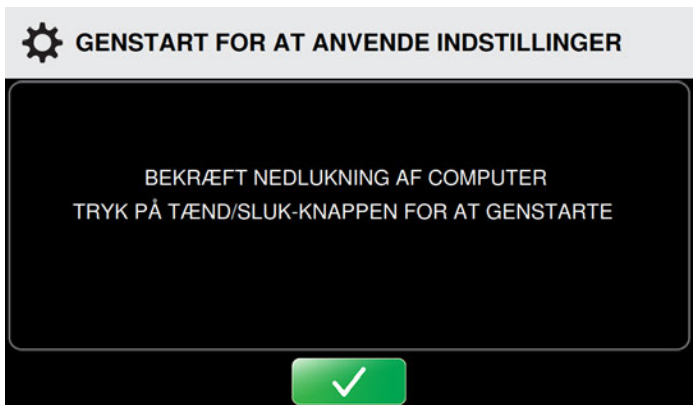 GENSTART FOR AT ANVENDE INDSTILLINGER
BEKRÆFT NEDLUKNING AF COMPUTER
TRYK PÅ TÆND/SLUK-KNAPPEN FOR AT GENSTARTE